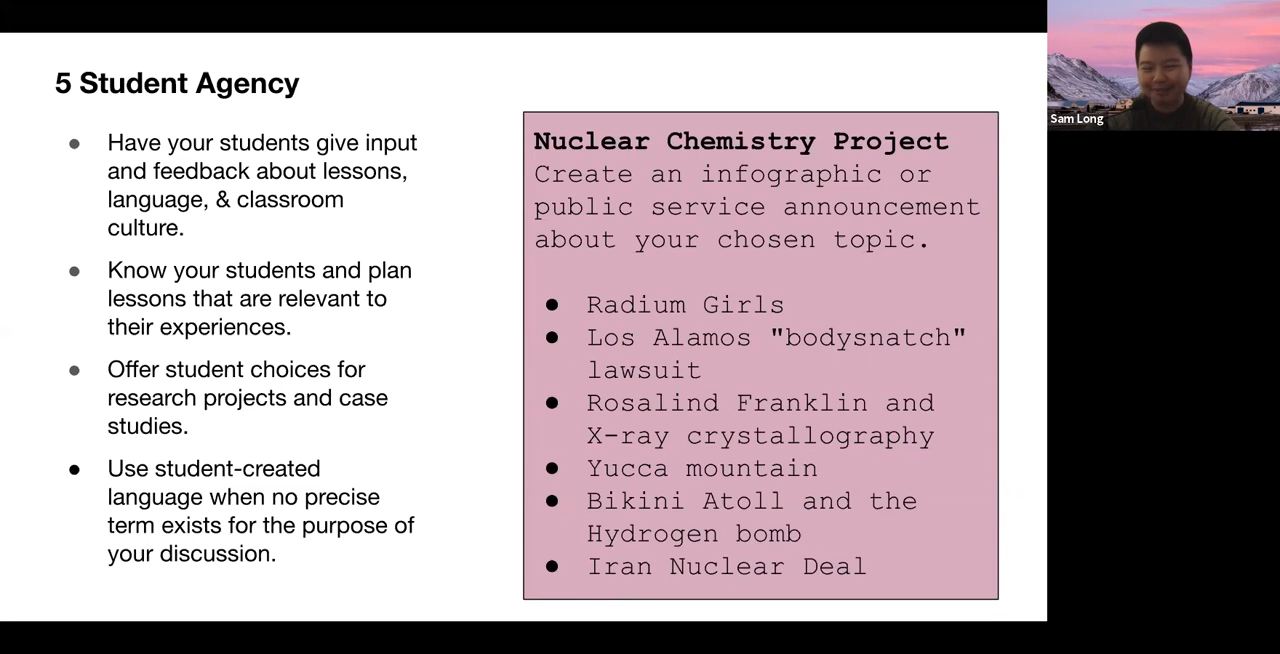 5 Student Agency
● Have your students give input
and feedback about lessons,
language, & classroom
culture.
● Know your students and plan
lessons that are relevant to
their experiences.
● Offer student choices for
research projects and case
studies.
● Use student-created
language when no precise
term exists for the purpose of
your discussion.
Nuclear Chemistry Project
Create an infographic or
public service announcement
about your chosen topic.
● Radium Girls
● Los Alamos "bodysnatch"
lawsuit
● Rosalind Franklin and
X-ray crystallography
● Yucca mountain
● Bikini Atoll and the
Hydrogen bomb
● Iran Nuclear Deal
Sam Long